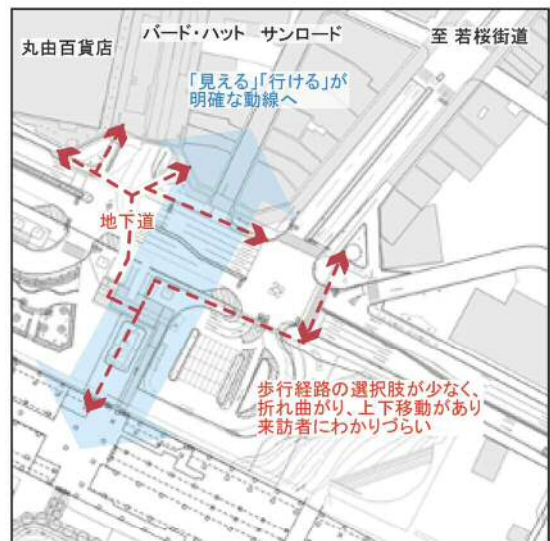 丸由百貨店
バード・ハット サンロード
至 若桜街道
「見える」「行ける」が
明確な動線へ
地下道
歩行経路の選択肢が少なく、
折れ曲がり、上下移動があり
来訪者にわかりづらい